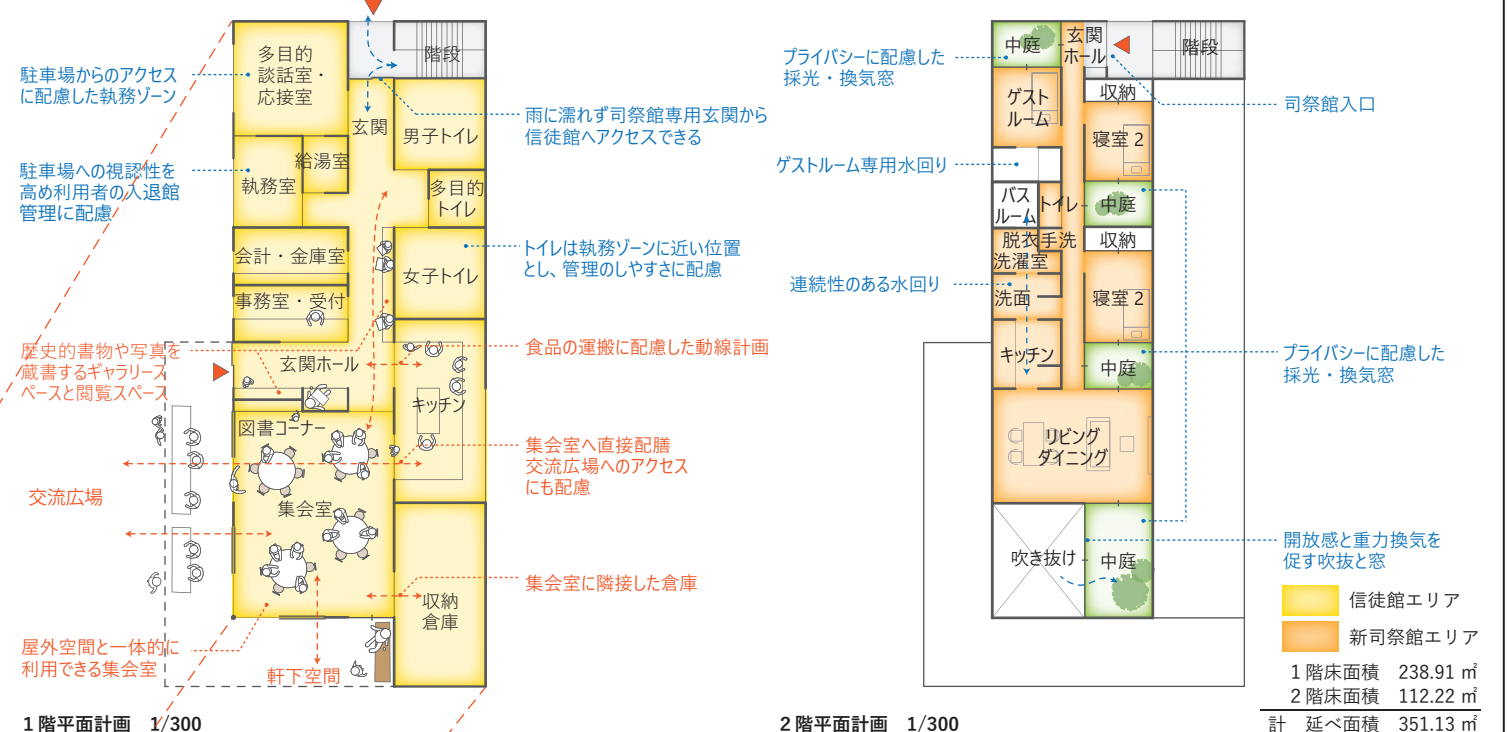 駐車場からのアクセス
に配慮した執務ゾーン
駐車場への視認性を
高め利用者の入退館
管理に配慮
歴史的書物や写真を
蔵書するギャラリース
ペースと閲覧スペース
交流広場
屋外空間と一体的に
利用できる集会室
多目的
談話室・
応接室
階段
玄関
男子トイレ
給湯室
執務室
多目的
トイレ
会計・金庫室
女子トイレ
事務室・受付
玄関ホール
キッチン
図書コーナー
集会室
収納
倉庫
軒下空間
雨に濡れず司祭館専用玄関から
信徒館へアクセスできる
トイレは執務ゾーンに近い位置
とし、管理のしやすさに配慮
食品の運搬に配慮した動線計画
集会室へ直接配膳
交流広場へのアクセス
にも配慮
集会室に隣接した倉庫
1階平面計画 1/300
プライバシーに配慮した
採光・換気窓
ゲストルーム専用水回り
連続性のある水回り
中庭
玄関
ホール
階段
収納
ゲスト
ルーム
寝室2
バス
ルーム
トイレ
中庭
脱衣
手洗
収納
洗濯室
洗面
寝室2
キッチン
中庭
リビング
ダイニング
吹き抜け
中庭
司祭館入口
プライバシーに配慮した
採光・換気窓
開放感と重力換気を
促す吹抜と窓
信徒館エリア
新司祭館エリア
1階床面積 238.91㎡
2階床面積 112.22㎡
計 延べ面積 351.13㎡
2階平面計画 1/300